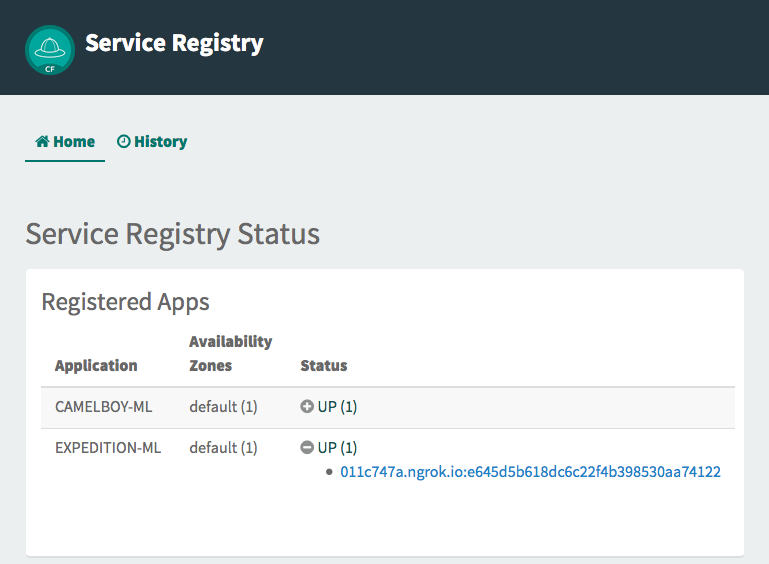 CF
Service Registry
Home History
Service Registry Status
Registered Apps
Application Availability Zones Status
CAMELBOY-ML default (1) UP (1)
EXPEDITION-ML default (1) UP (1)
011c747a.ngrok.io:e645d5b618dc6c22f4b398530aa74122